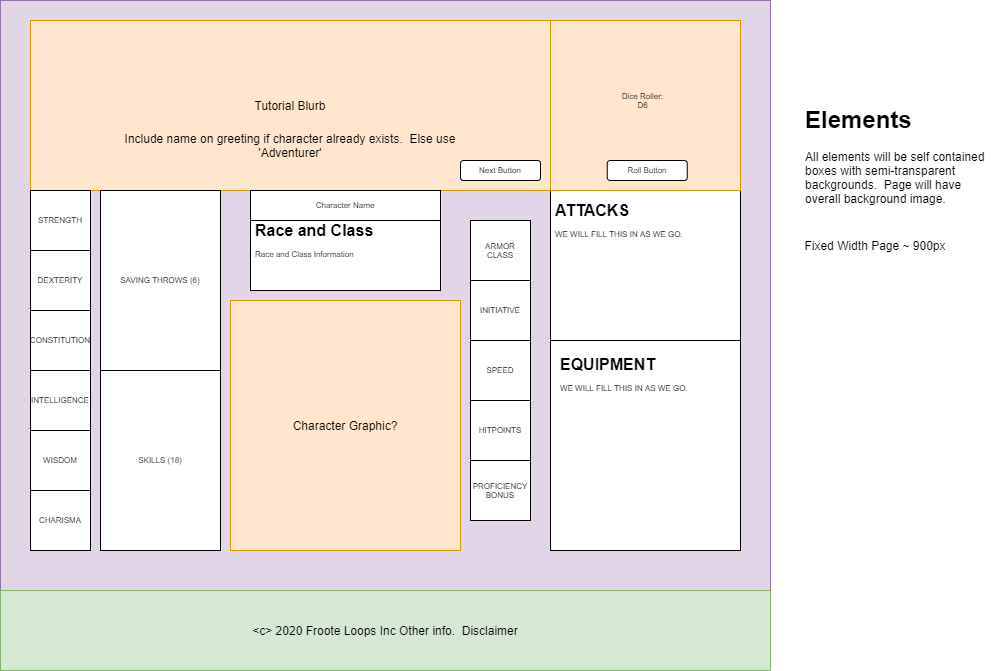 Tutorial Blurb
Include name on greeting if character already exists.  Else use
'Adventurer'
Next Button
Dice Roller:
D6
Roll Button
STRENGTH
DEXTERITY
CONSTITUTION
INTELLIGENCE
WISDOM
CHARISMA
SAVING THROWS (6)
SKILLS (18)
Character Name
Race and Class
Race and Class Information
Character Graphic?
ARMOR
CLASS
INITIATIVE
SPEED
HITPOINTS
PROFICIENCY
BONUS
ATTACKS
WE WILL FILL THIS IN AS WE GO.
EQUIPMENT
WE WILL FILL THIS IN AS WE GO.
<c> 2020 Froote Loops Inc Other info.  Disclaimer
Elements
All elements will be self contained
boxes with semi-transparent
backgrounds.  Page will have
overall background image.
Fixed Width Page ~ 900px